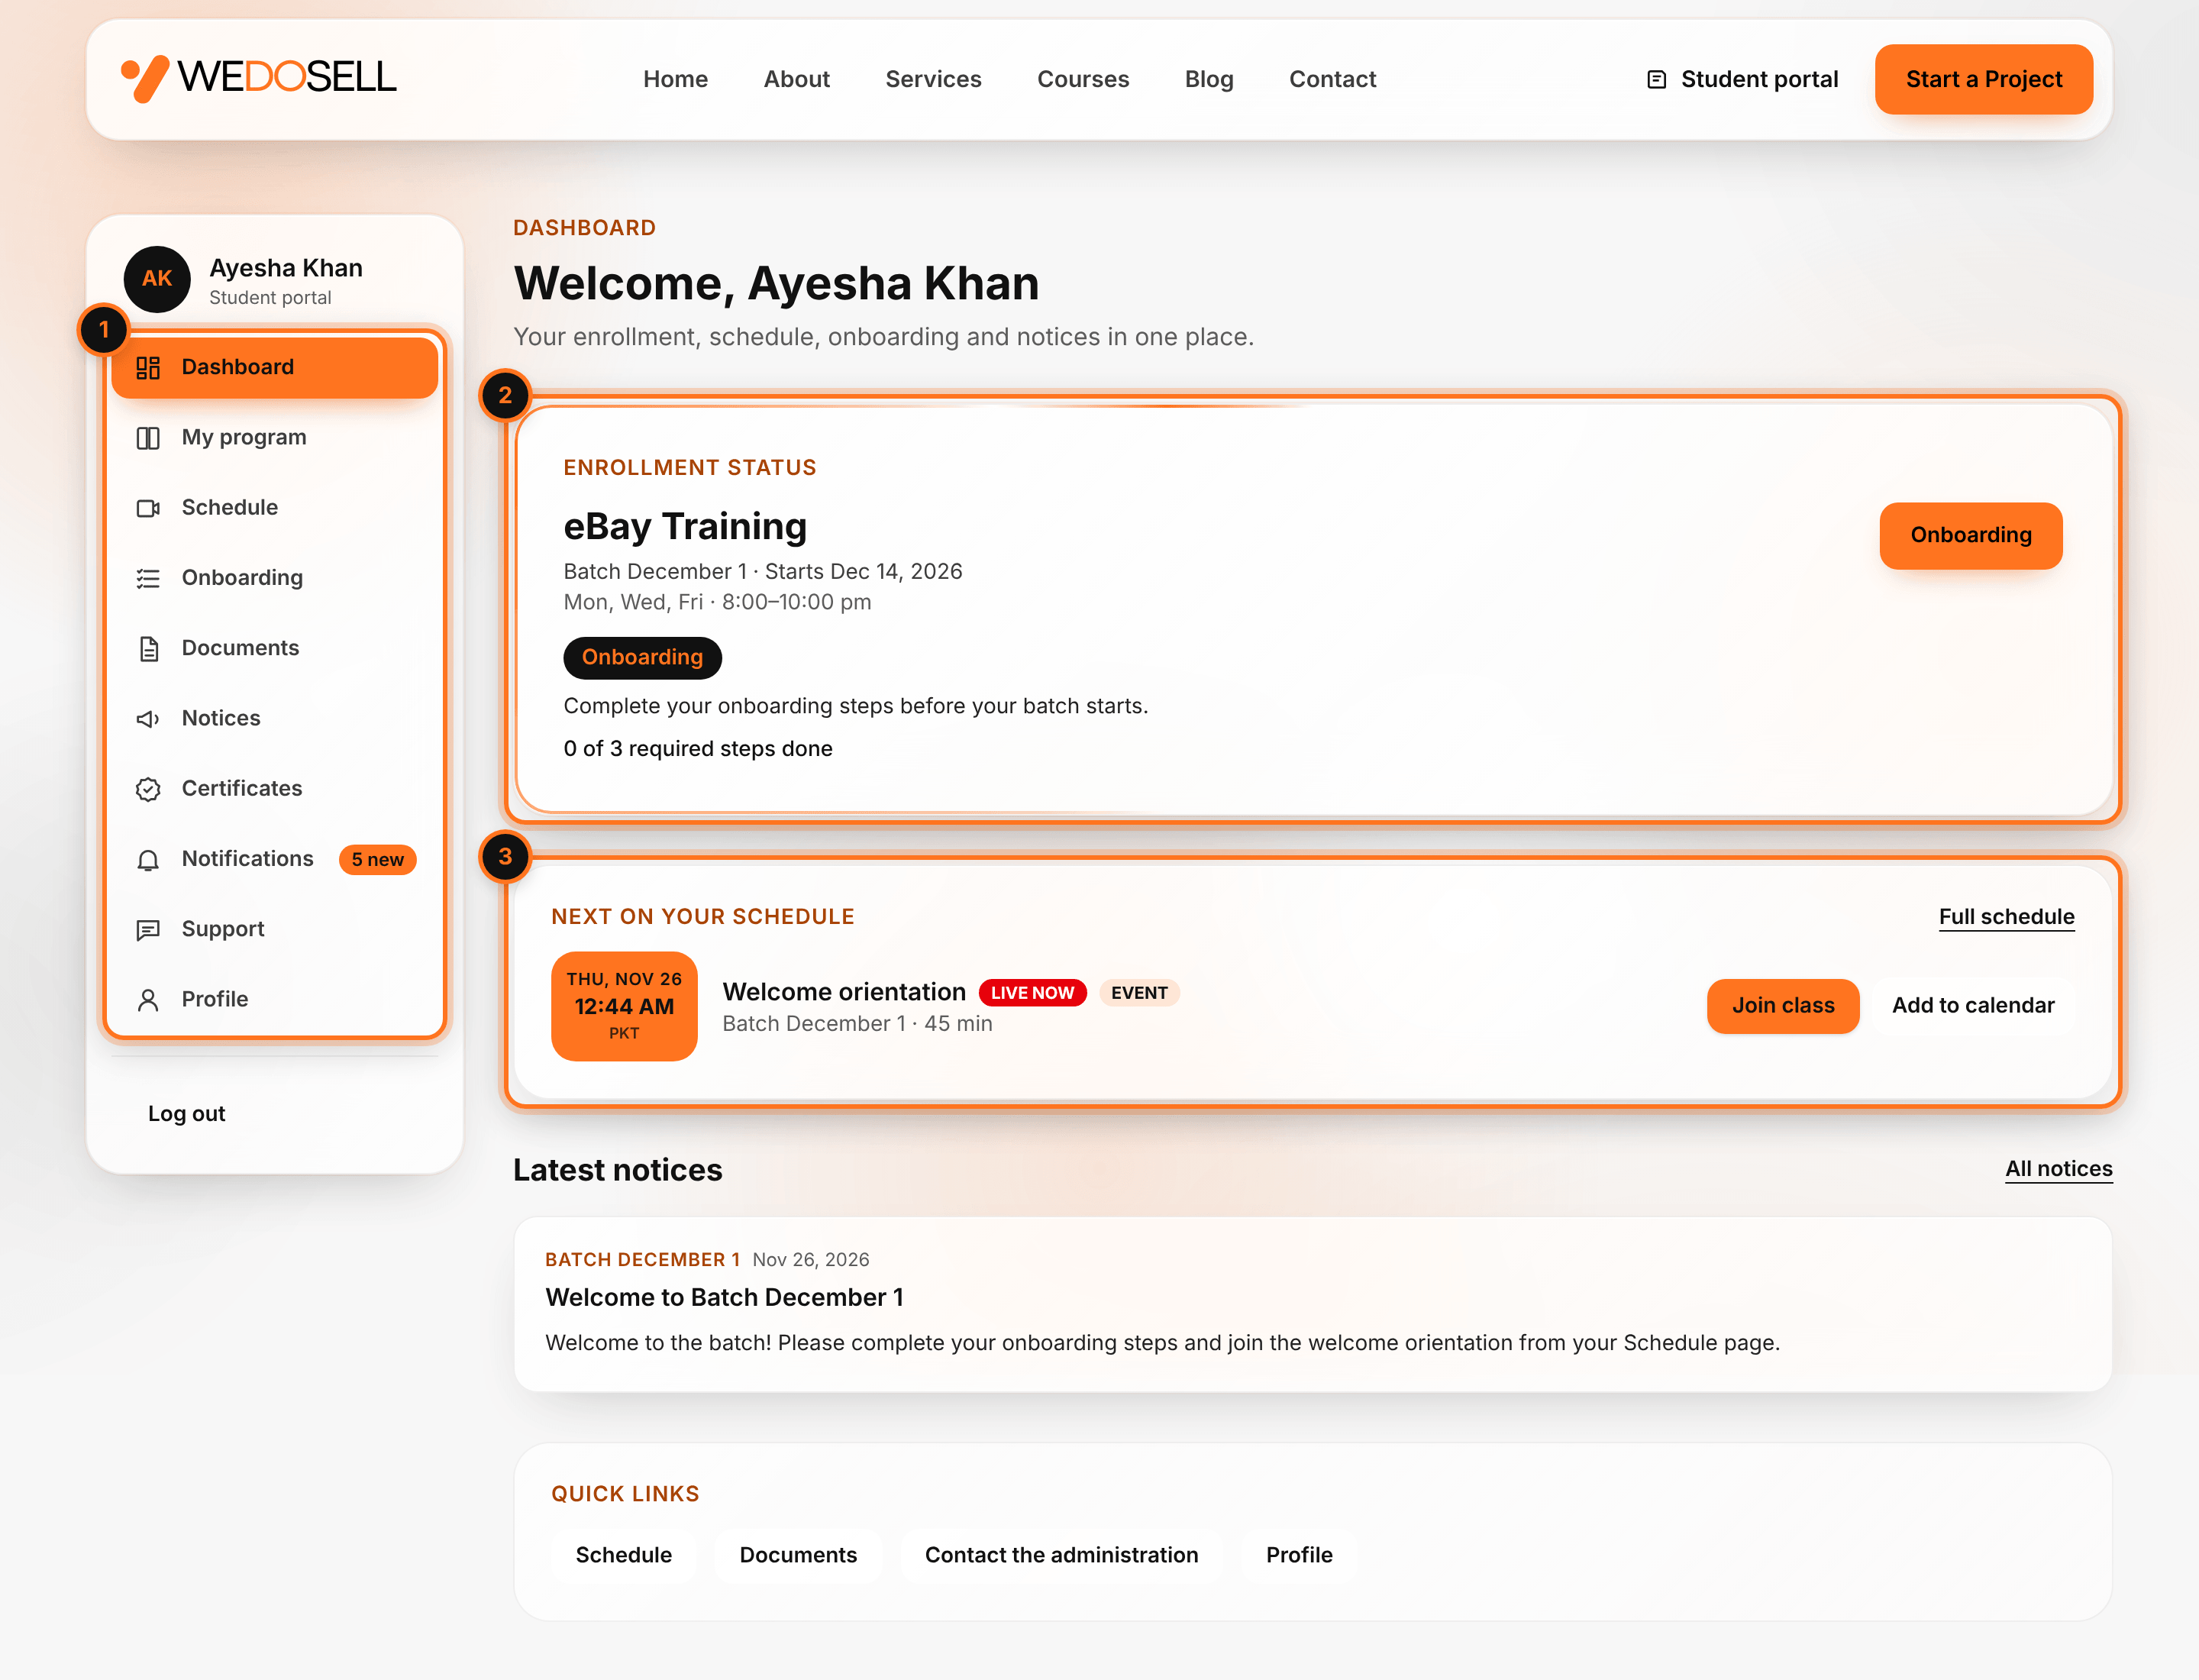 WEDOSELL
Home About Services Courses Blog Contact
Student portal
Start a Project
AK
Ayesha Khan
Student portal
1
Dashboard
My program
Schedule
Onboarding
Documents
Notices
Certificates
Notifications 5 new
Support
Profile
Log out
DASHBOARD
Welcome, Ayesha Khan
Your enrollment, schedule, onboarding and notices in one place.
2
ENROLLMENT STATUS
eBay Training
Batch December 1 · Starts Dec 14, 2026
Mon, Wed, Fri · 8:00–10:00 pm
Onboarding
Complete your onboarding steps before your batch starts.
0 of 3 required steps done
Onboarding
3
NEXT ON YOUR SCHEDULE
Full schedule
THU, NOV 26
12:44 AM
PKT
Welcome orientation LIVE NOW EVENT
Batch December 1 · 45 min
Join class
Add to calendar
Latest notices
All notices
BATCH DECEMBER 1 Nov 26, 2026
Welcome to Batch December 1
Welcome to the batch! Please complete your onboarding steps and join the welcome orientation from your Schedule page.
QUICK LINKS
Schedule Documents Contact the administration Profile